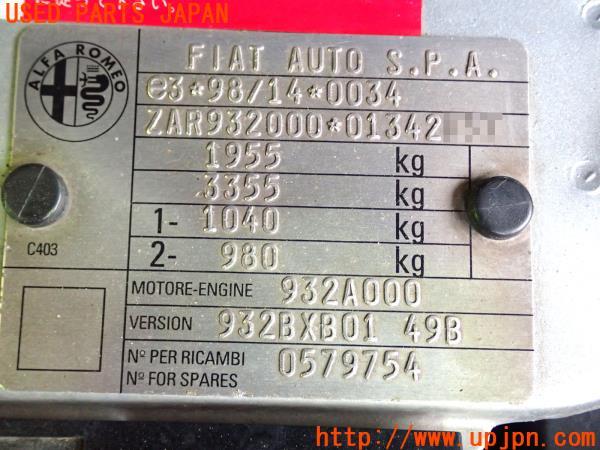 USED PARTS JAPAN
ALFA ROMEO
FIAT AUTO S.P.A.
e3*98/14*0034
ZAR932000*01342
1955 kg
3355 kg
1- 1040 kg
2- 980 kg
C403
MOTORE-ENGINE 932A000
VERSION 932BXB01 49B
Nº PER RICAMBI
Nº FOR SPARES 0579754
http://www.upjpn.com